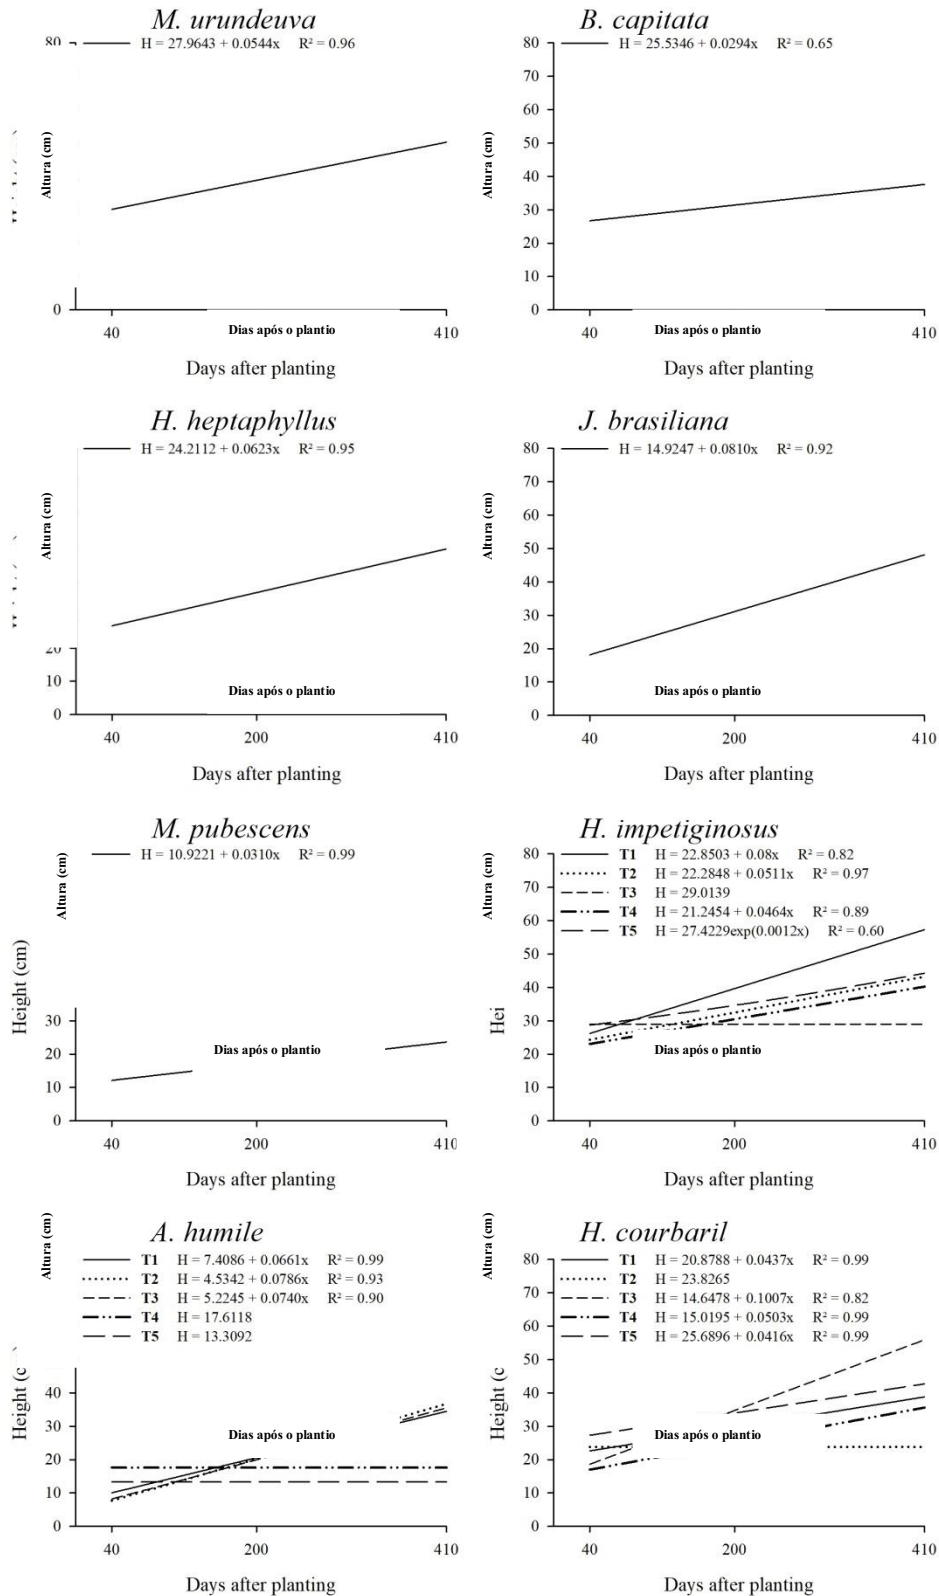 M. urundeuva
H = 27.9643 + 0.0544x R² = 0.96
80
Altura (cm)
0
40
Dias após o plantio
410
Days after planting
B. capitata
H = 25.5346 + 0.0294x R² = 0.65
80
70
60
50
40
30
20
10
0
Altura (cm)
40
Dias após o plantio
410
Days after planting
H. heptaphyllus
H = 24.2112 + 0.0623x R² = 0.95
Altura (cm)
20
10
0
Dias após o plantio
40
200
410
Days after planting
J. brasiliana
H = 14.9247 + 0.0810x R² = 0.92
80
70
60
50
40
30
20
10
0
Altura (cm)
Dias após o plantio
40
200
410
Days after planting
M. pubescens
H = 10.9221 + 0.0310x R² = 0.99
Altura (cm)
Height (cm)
30
20
10
0
Dias após o plantio
40
200
410
Days after planting
H. impetiginosus
T1 H = 22.8503 + 0.08x R² = 0.82
T2 H = 22.2848 + 0.0511x R² = 0.97
T3 H = 29.0139
T4 H = 21.2454 + 0.0464x R² = 0.89
T5 H = 27.4229exp(0.0012x) R² = 0.60
80
70
60
50
40
30
20
10
0
Altura (cm)
Hei
Dias após o plantio
40
200
410
Days after planting
A. humile
T1 H = 7.4086 + 0.0661x R² = 0.99
T2 H = 4.5342 + 0.0786x R² = 0.93
T3 H = 5.2245 + 0.0740x R² = 0.90
T4 H = 17.6118
T5 H = 13.3092
Altura (cm)
Height (c
40
30
20
10
0
Dias após o plantio
40
200
410
Days after planting
H. courbaril
T1 H = 20.8788 + 0.0437x R² = 0.99
T2 H = 23.8265
T3 H = 14.6478 + 0.1007x R² = 0.82
T4 H = 15.0195 + 0.0503x R² = 0.99
T5 H = 25.6896 + 0.0416x R² = 0.99
80
70
60
50
40
30
20
10
0
Altura (cm)
Height (c
Dias após o plantio
40
200
410
Days after planting